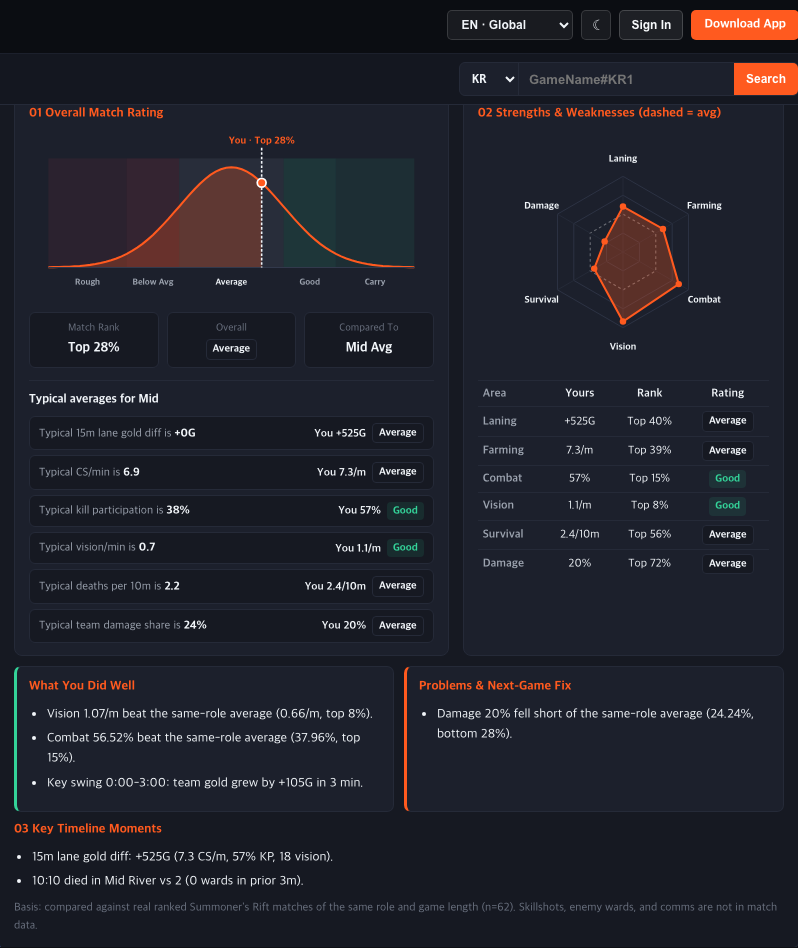 EN · Global
Sign In
Download App
KR
GameName#KR1
Search
01 Overall Match Rating
You · Top 28%
Rough
Below Avg
Average
Good
Carry
Match Rank
Top 28%
Overall
Average
Compared To
Mid Avg
Typical averages for Mid
Typical 15m lane gold diff is +0G
You +525G
Average
Typical CS/min is 6.9
You 7.3/m
Average
Typical kill participation is 38%
You 57%
Good
Typical vision/min is 0.7
You 1.1/m
Good
Typical deaths per 10m is 2.2
You 2.4/10m
Average
Typical team damage share is 24%
You 20%
Average
02 Strengths & Weaknesses (dashed = avg)
Laning
Damage
Farming
Survival
Combat
Vision
Area Yours Rank Rating
Laning +525G Top 40% Average
Farming 7.3/m Top 39% Average
Combat 57% Top 15% Good
Vision 1.1/m Top 8% Good
Survival 2.4/10m Top 56% Average
Damage 20% Top 72% Average
What You Did Well
• Vision 1.07/m beat the same-role average (0.66/m, top 8%).
• Combat 56.52% beat the same-role average (37.96%, top
15%).
• Key swing 0:00–3:00: team gold grew by +105G in 3 min.
Problems & Next-Game Fix
• Damage 20% fell short of the same-role average (24.24%,
bottom 28%).
03 Key Timeline Moments
• 15m lane gold diff: +525G (7.3 CS/m, 57% KP, 18 vision).
• 10:10 died in Mid River vs 2 (0 wards in prior 3m).
Basis: compared against real ranked Summoner's Rift matches of the same role and game length (n=62). Skillshots, enemy wards, and comms are not in match
data.